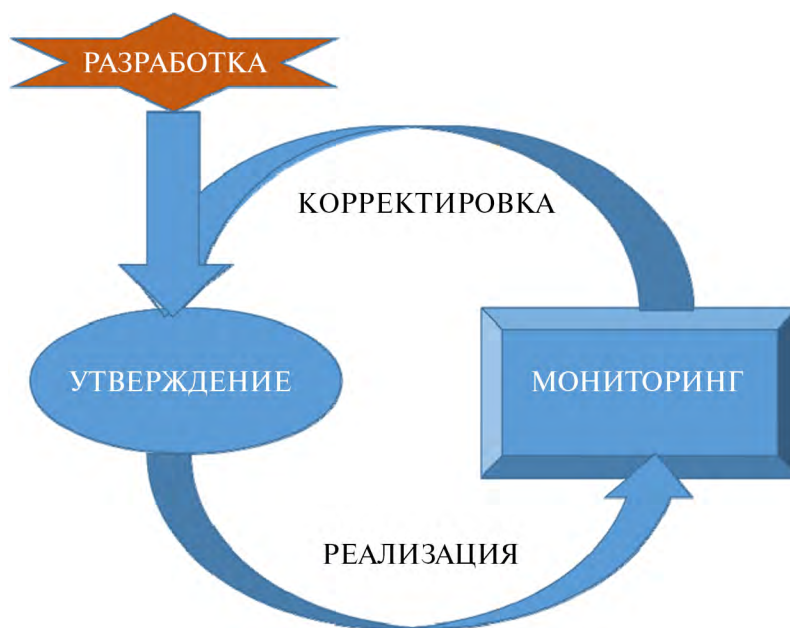 РАЗРАБОТКА
КОРРЕКТИРОВКА
УТВЕРЖДЕНИЕ
МОНИТОРИНГ
РЕАЛИЗАЦИЯ